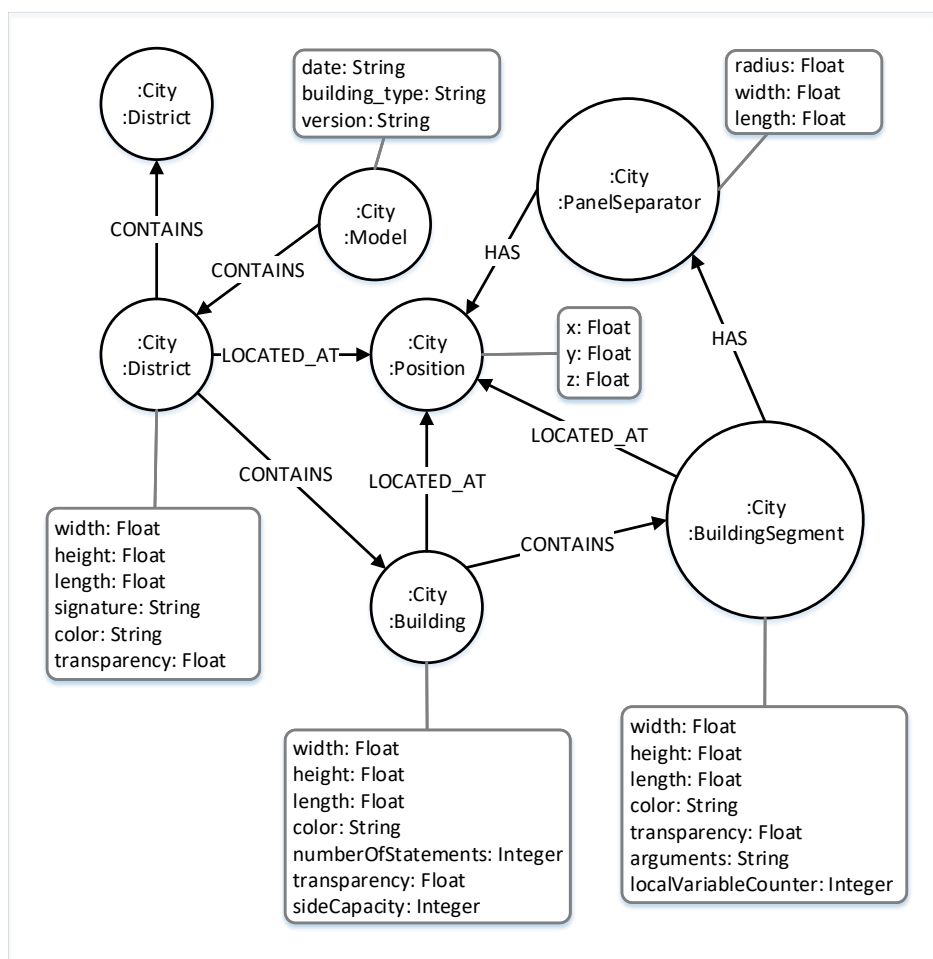 :City
:District
date: String
building_type: String
version: String
radius: Float
width: Float
length: Float
:City
:PanelSeparator
:City
:Model
CONTAINS
CONTAINS
HAS
:City
:District
LOCATED_AT
:City
:Position
x: Float
y: Float
z: Float
HAS
LOCATED_AT
CONTAINS
LOCATED_AT
CONTAINS
:City
:BuildingSegment
:City
:Building
width: Float
height: Float
length: Float
signature: String
color: String
transparency: Float
width: Float
height: Float
length: Float
color: String
numberOfStatements: Integer
transparency: Float
sideCapacity: Integer
width: Float
height: Float
length: Float
color: String
transparency: Float
arguments: String
localVariableCounter: Integer